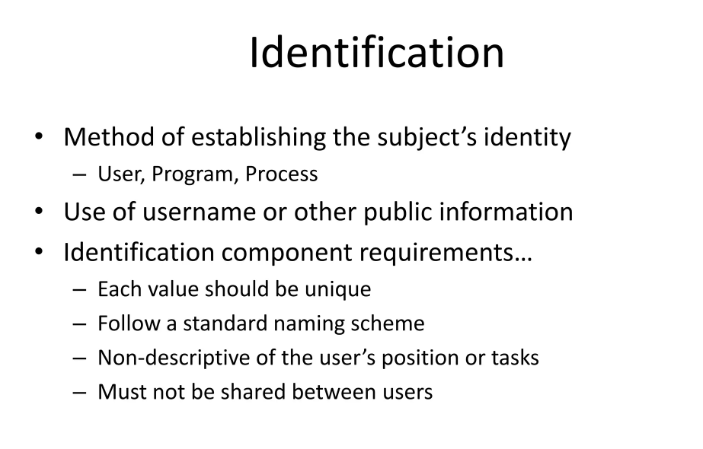 Identification
• Method of establishing the subject’s identity
– User, Program, Process
• Use of username or other public information
• Identification component requirements…
– Each value should be unique
– Follow a standard naming scheme
– Non-descriptive of the user’s position or tasks
– Must not be shared between users